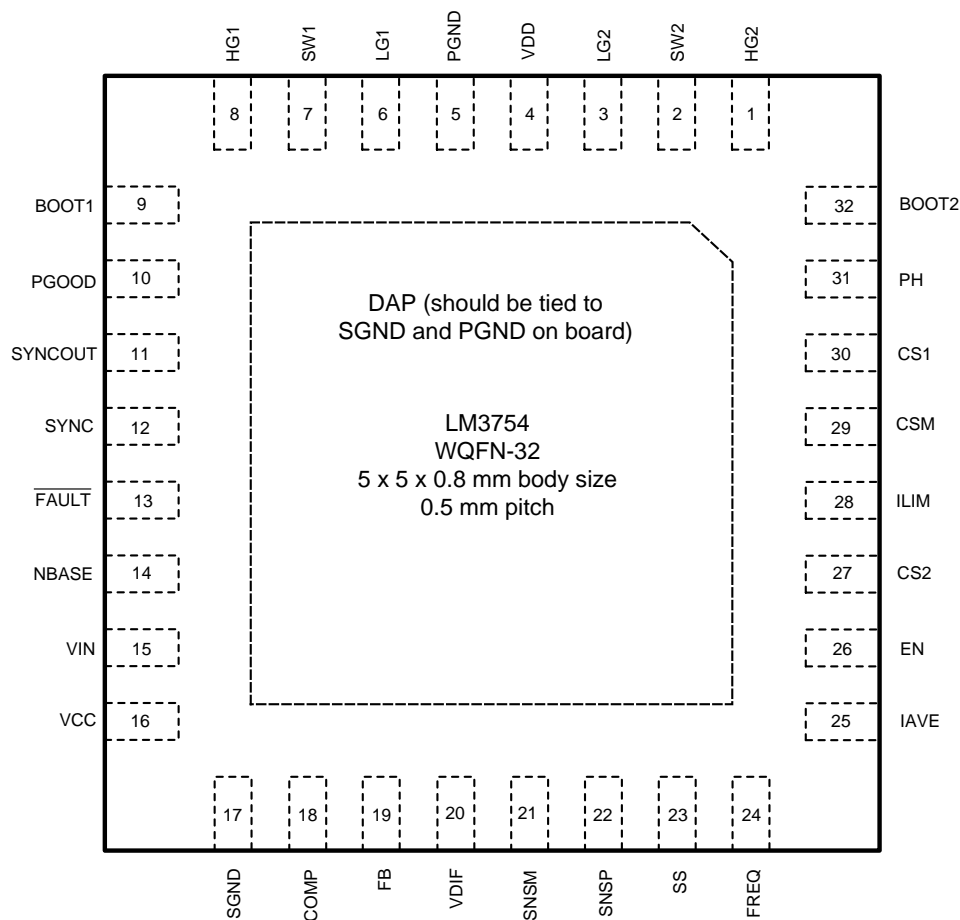 HG1 SW1 LG1 PGND VDD LG2 SW2 HG2
8 7 6 5 4 3 2 1
BOOT1 9 32 BOOT2
PGOOD 10 31 PH
SYNCOUT 11 30 CS1
SYNC 12 29 CSM
FAULT 13 28 ILIM
NBASE 14 27 CS2
VIN 15 26 EN
VCC 16 25 IAVE
DAP (should be tied to
SGND and PGND on board)
LM3754
WQFN-32
5 x 5 x 0.8 mm body size
0.5 mm pitch
17 18 19 20 21 22 23 24
SGND COMP FB VDIF SNSM SNSP SS FREQ